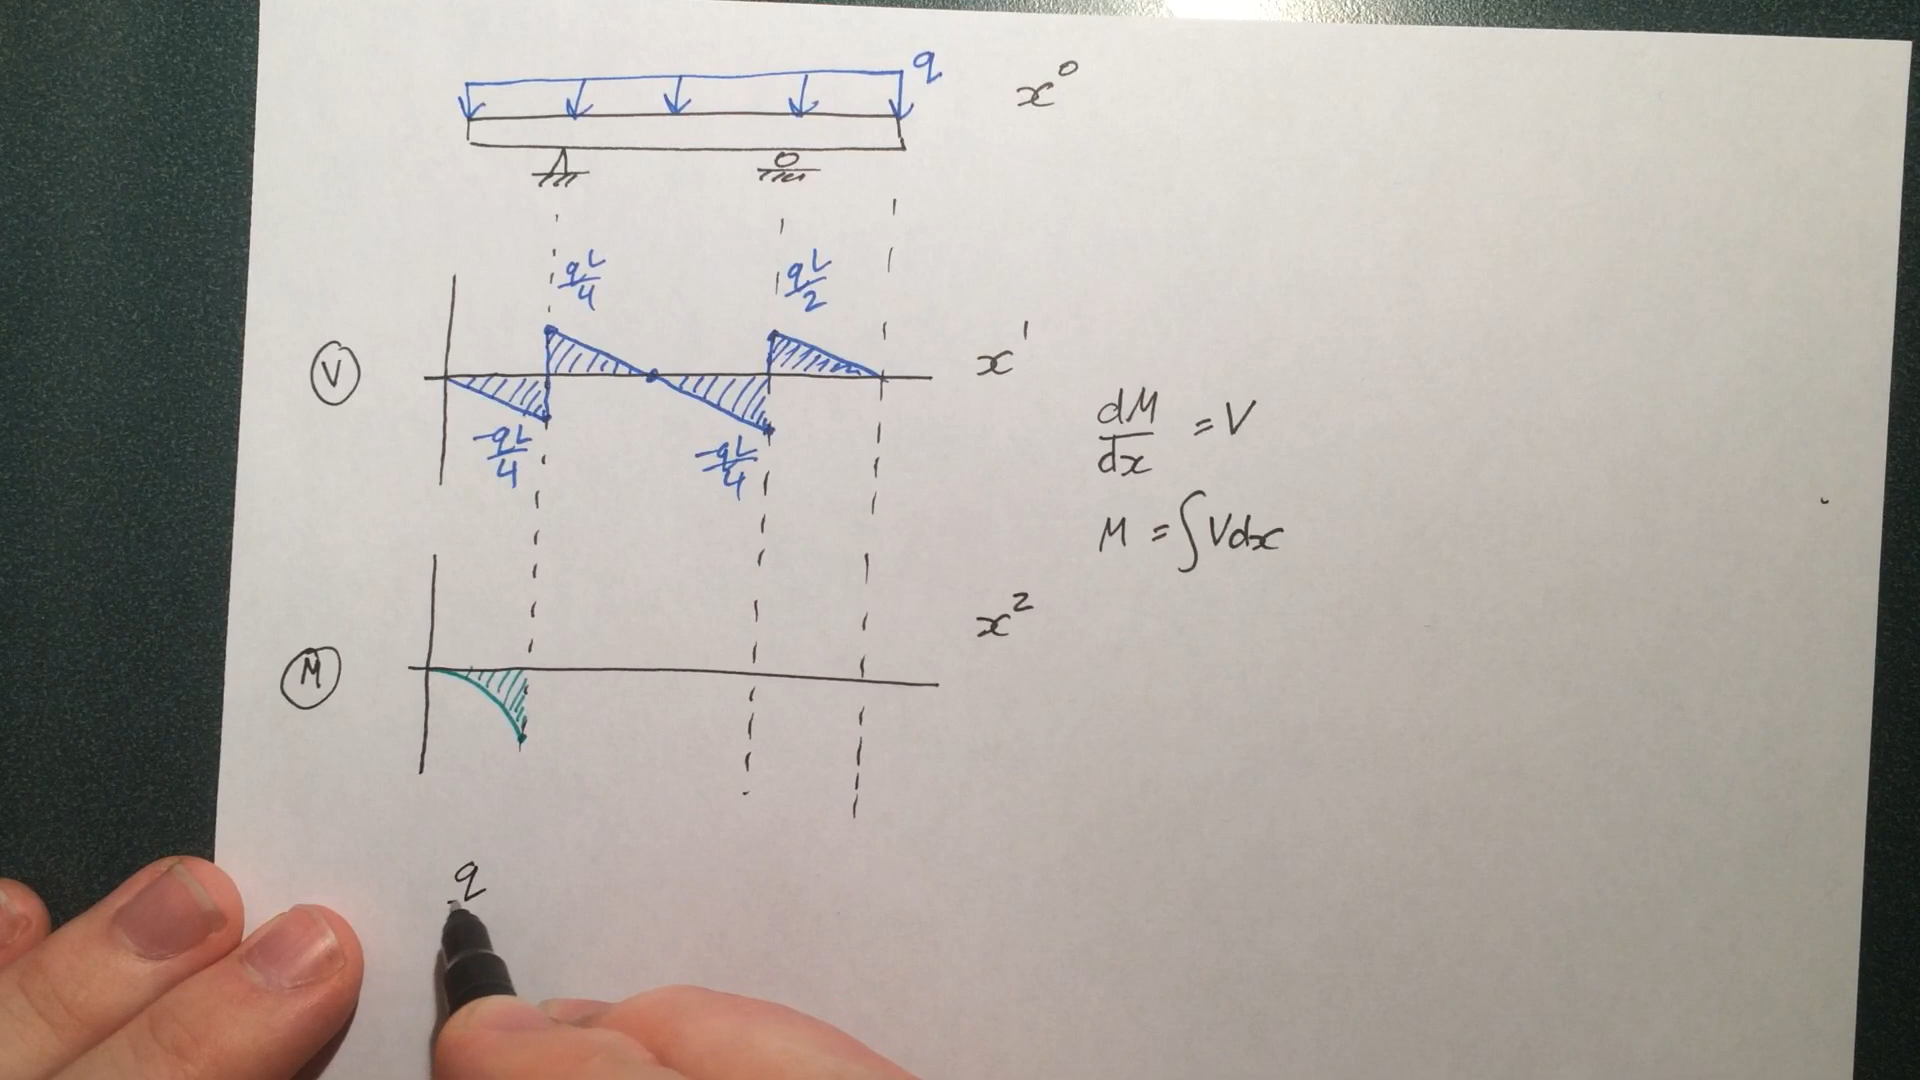 q
x⁰
qL/4
qL/2
V
x¹
-qL/4
-qL/4
dM/dx = V
M = ∫Vdx
x²
M
q